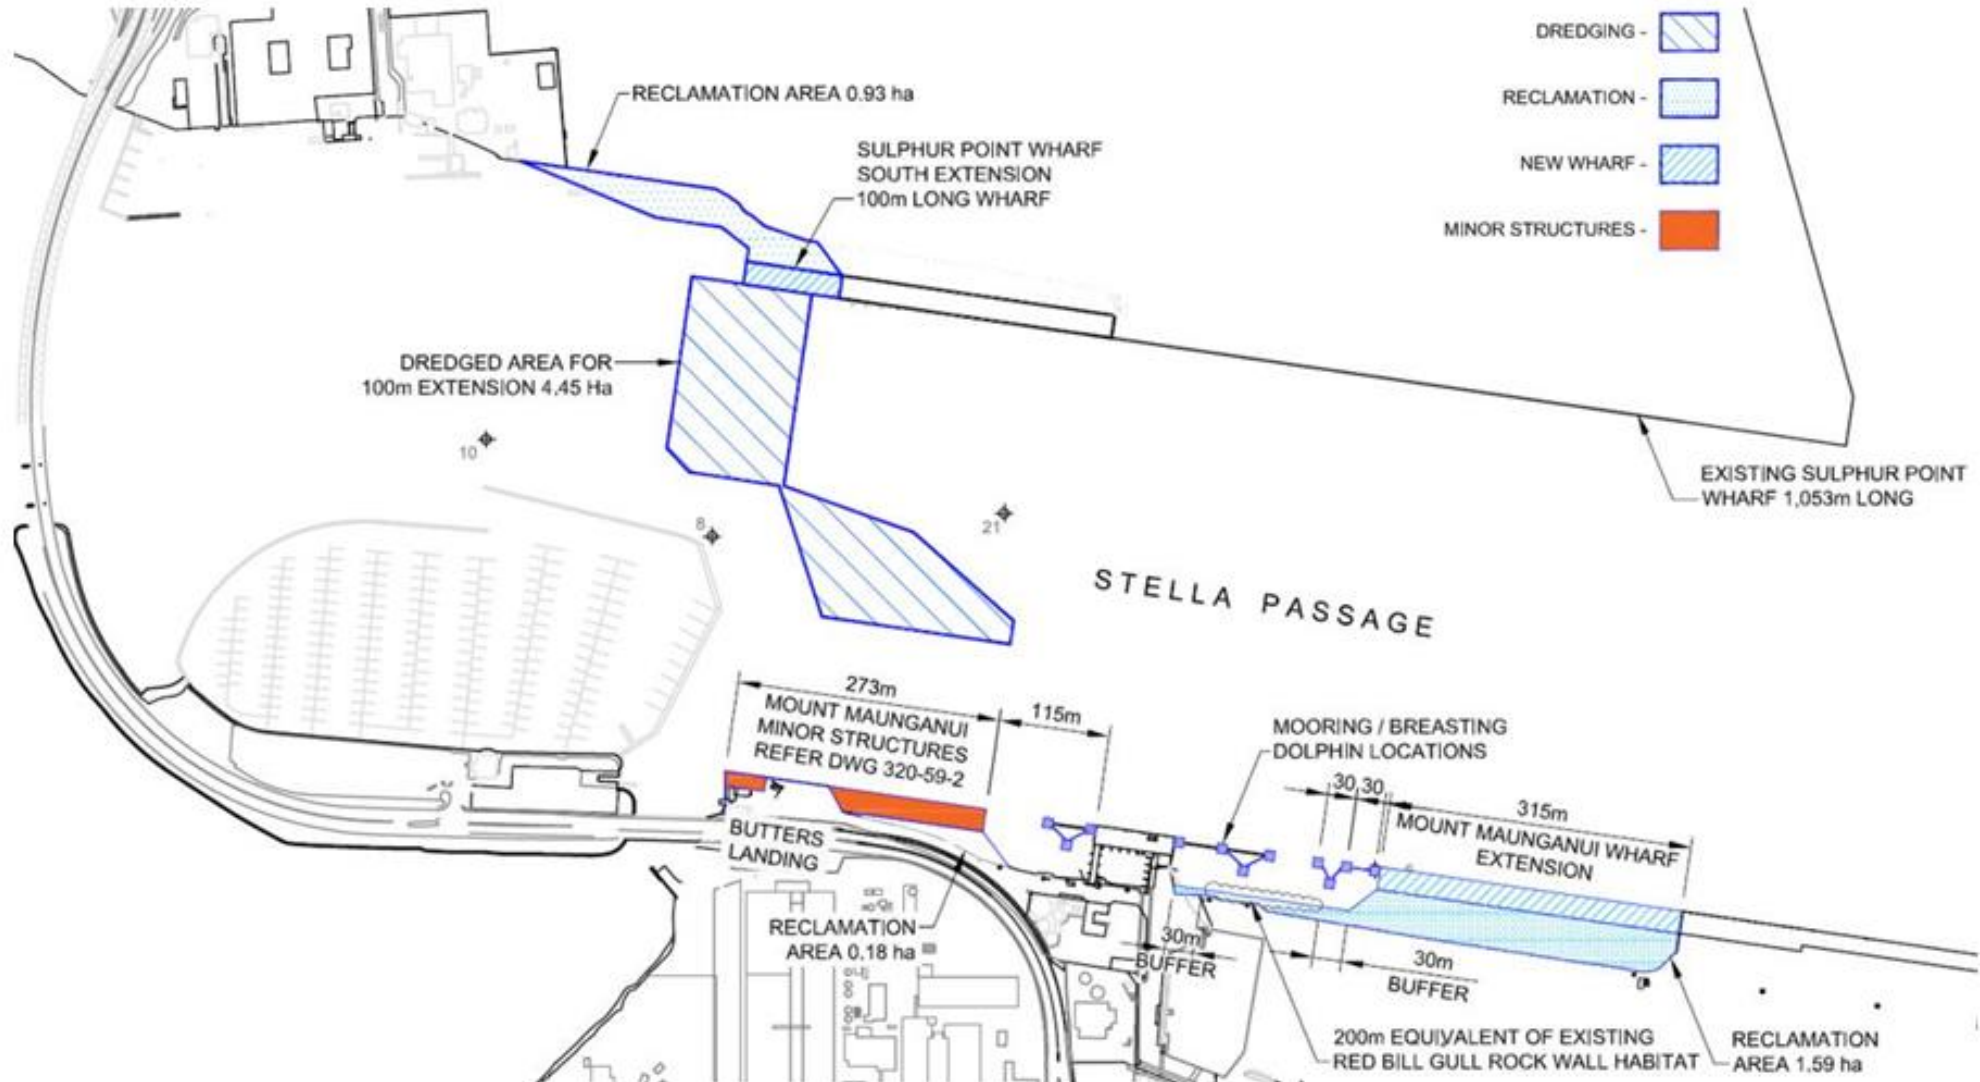 DREDGING -
RECLAMATION -
NEW WHARF -
MINOR STRUCTURES -
RECLAMATION AREA 0.93 ha
SULPHUR POINT WHARF
SOUTH EXTENSION
100m LONG WHARF
DREDGED AREA FOR
100m EXTENSION 4.45 Ha
10
8
21
EXISTING SULPHUR POINT
WHARF 1,053m LONG
STELLA PASSAGE
273m
MOUNT MAUNGANUI
MINOR STRUCTURES
REFER DWG 320-59-2
115m
MOORING / BREASTING
DOLPHIN LOCATIONS
30 30
315m
MOUNT MAUNGANUI WHARF
EXTENSION
BUTTERS
LANDING
RECLAMATION
AREA 0.18 ha
30m
BUFFER
30m
BUFFER
200m EQUIVALENT OF EXISTING
RED BILL GULL ROCK WALL HABITAT
RECLAMATION
AREA 1.59 ha